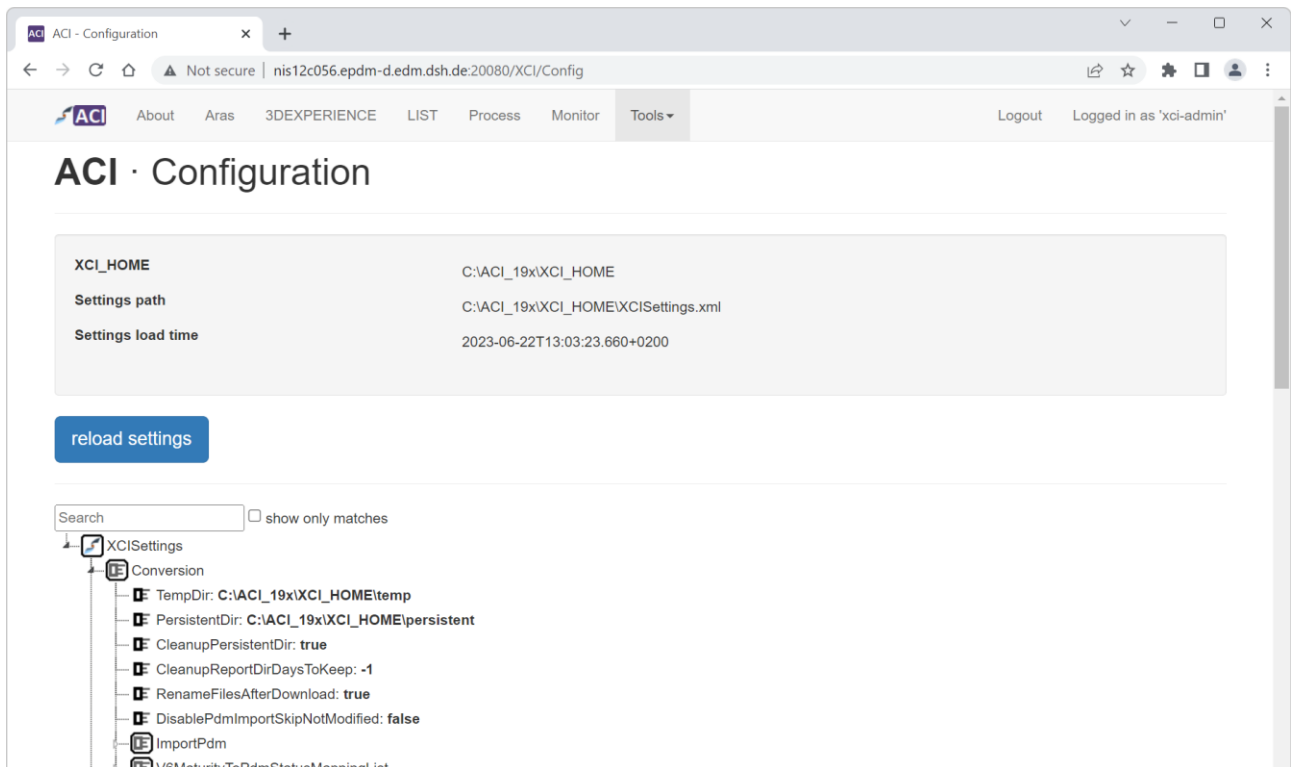 ACI ACI - Configuration
Not secure | nis12c056.epdm-d.edm.dsh.de:20080/XCI/Config
ACI About Aras 3DEXPERIENCE LIST Process Monitor Tools Logout Logged in as 'xci-admin'
ACI · Configuration
XCI_HOME C:\ACI_19x\XCI_HOME
Settings path C:\ACI_19x\XCI_HOME\XCISettings.xml
Settings load time 2023-06-22T13:03:23.660+0200
reload settings
Search show only matches
XCISettings
Conversion
TempDir: C:\ACI_19x\XCI_HOME\temp
PersistentDir: C:\ACI_19x\XCI_HOME\persistent
CleanupPersistentDir: true
CleanupReportDirDaysToKeep: -1
RenameFilesAfterDownload: true
DisablePdmImportSkipNotModified: false
ImportPdm
V6MaturityToPdmStatusMappingList